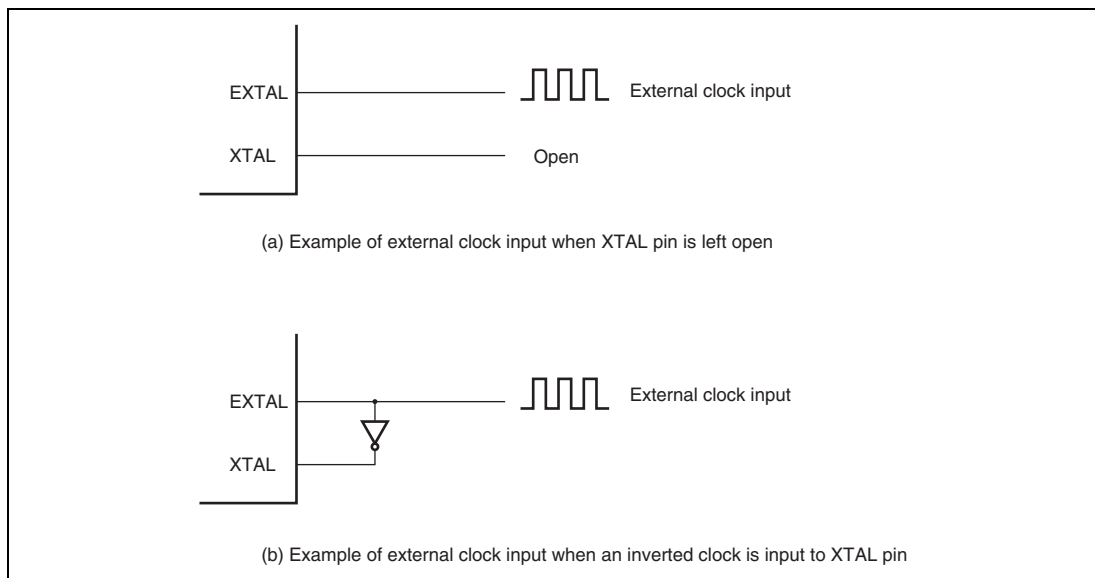 EXTAL External clock input
XTAL Open
(a) Example of external clock input when XTAL pin is left open
EXTAL External clock input
XTAL
(b) Example of external clock input when an inverted clock is input to XTAL pin